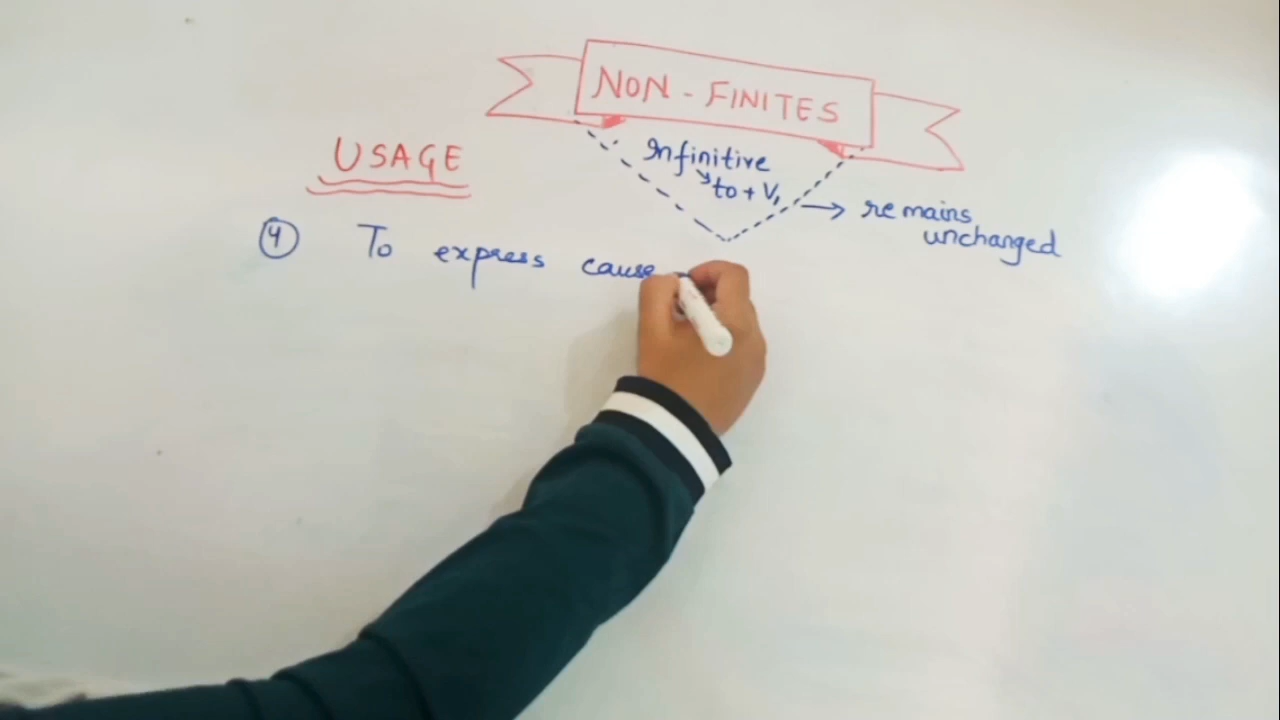 NON - FINITES
Infinitive
to + V₁ → remains
unchanged
USAGE
④ To express cause